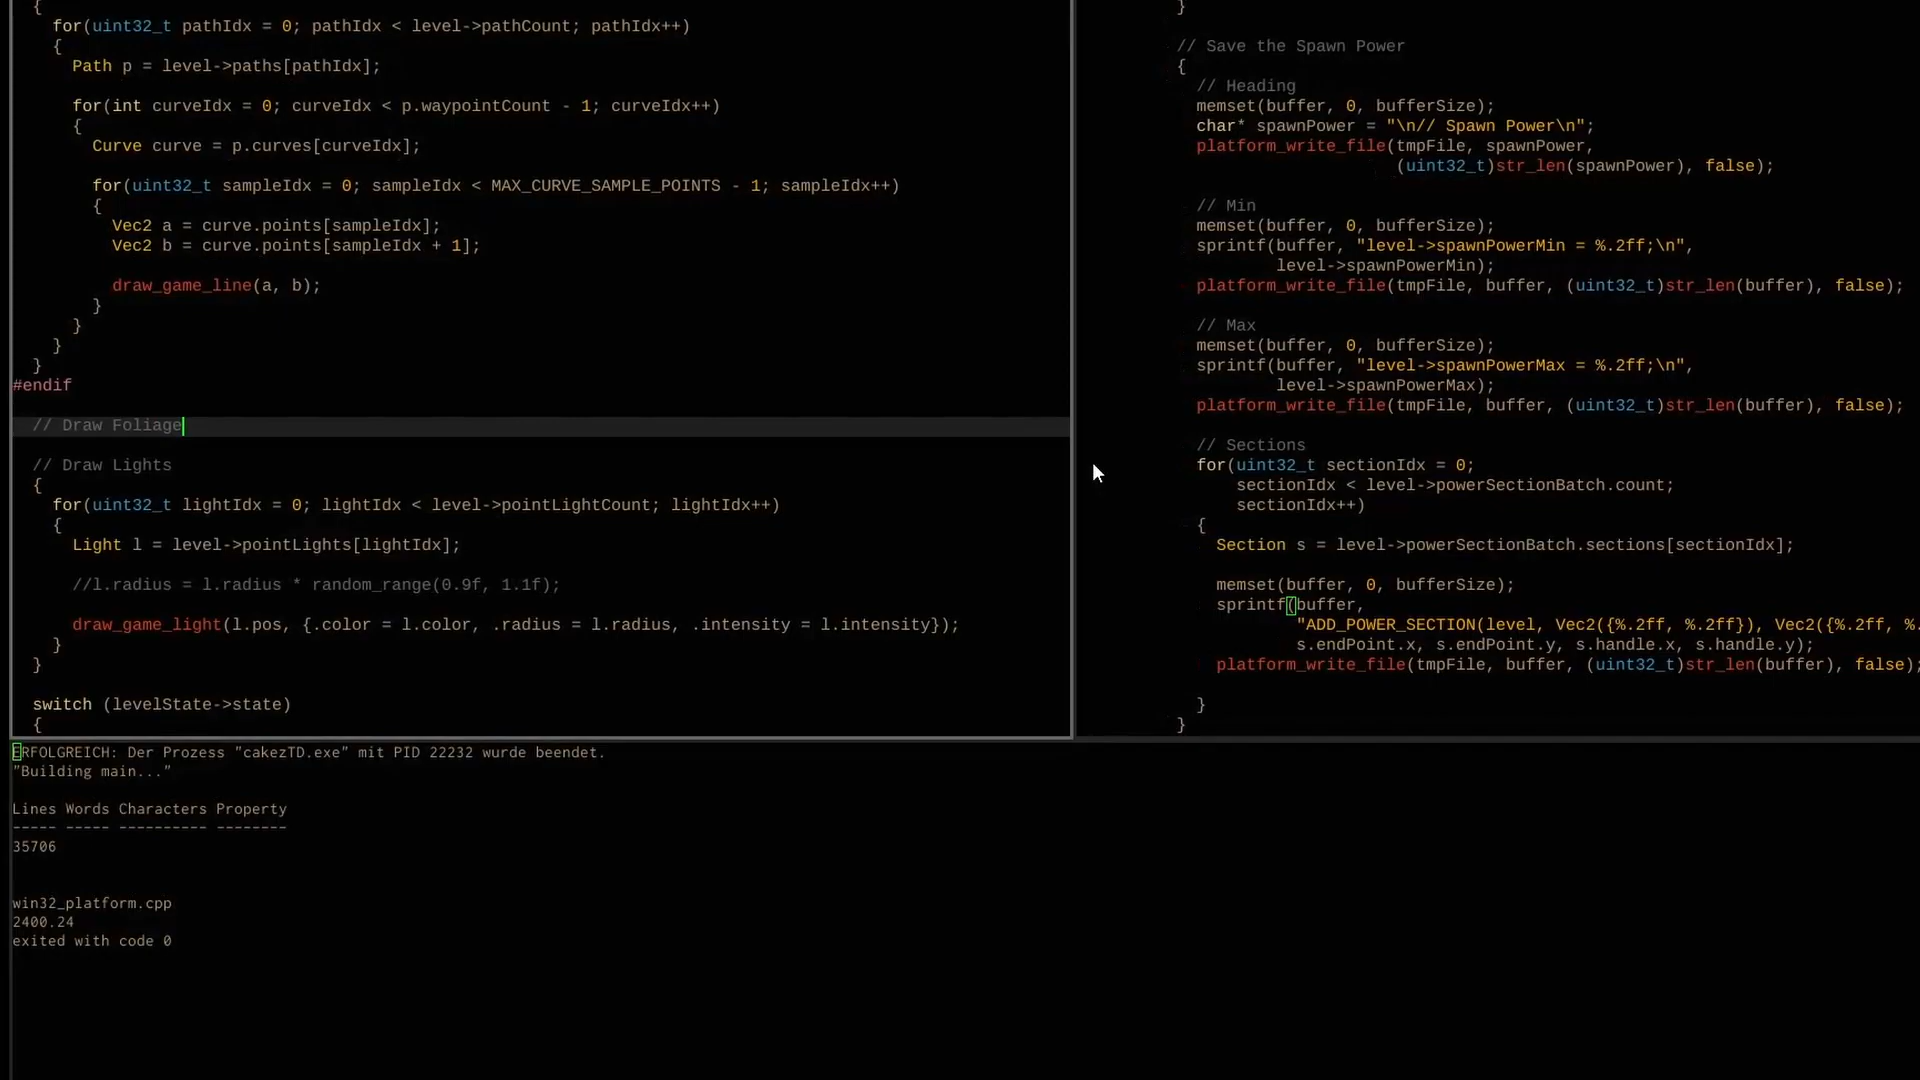 {
for(uint32_t pathIdx = 0; pathIdx < level->pathCount; pathIdx++)
{
Path p = level->paths[pathIdx];
for(int curveIdx = 0; curveIdx < p.waypointCount - 1; curveIdx++)
{
Curve curve = p.curves[curveIdx];
for(uint32_t sampleIdx = 0; sampleIdx < MAX_CURVE_SAMPLE_POINTS - 1; sampleIdx++)
{
Vec2 a = curve.points[sampleIdx];
Vec2 b = curve.points[sampleIdx + 1];
draw_game_line(a, b);
}
}
}
}
#endif
// Draw Foliage
// Draw Lights
{
for(uint32_t lightIdx = 0; lightIdx < level->pointLightCount; lightIdx++)
{
Light l = level->pointLights[lightIdx];
//l.radius = l.radius * random_range(0.9f, 1.1f);
draw_game_light(l.pos, {.color = l.color, .radius = l.radius, .intensity = l.intensity});
}
}
switch (levelState->state)
{
}
// Save the Spawn Power
{
// Heading
memset(buffer, 0, bufferSize);
char* spawnPower = "\n// Spawn Power\n";
platform_write_file(tmpFile, spawnPower,
(uint32_t)str_len(spawnPower), false);
// Min
memset(buffer, 0, bufferSize);
sprintf(buffer, "level->spawnPowerMin = %.2ff;\n",
level->spawnPowerMin);
platform_write_file(tmpFile, buffer, (uint32_t)str_len(buffer), false);
// Max
memset(buffer, 0, bufferSize);
sprintf(buffer, "level->spawnPowerMax = %.2ff;\n",
level->spawnPowerMax);
platform_write_file(tmpFile, buffer, (uint32_t)str_len(buffer), false);
// Sections
for(uint32_t sectionIdx = 0;
sectionIdx < level->powerSectionBatch.count;
sectionIdx++)
{
Section s = level->powerSectionBatch.sections[sectionIdx];
memset(buffer, 0, bufferSize);
sprintf(buffer,
"ADD_POWER_SECTION(level, Vec2({%.2ff, %.2ff}), Vec2({%.2ff, %.
s.endPoint.x, s.endPoint.y, s.handle.x, s.handle.y);
platform_write_file(tmpFile, buffer, (uint32_t)str_len(buffer), false);
}
}
ERFOLGREICH: Der Prozess "cakezTD.exe" mit PID 22232 wurde beendet.
"Building main..."
Lines Words Characters Property
----- ----- ---------- --------
35706
win32_platform.cpp
2400.24
exited with code 0